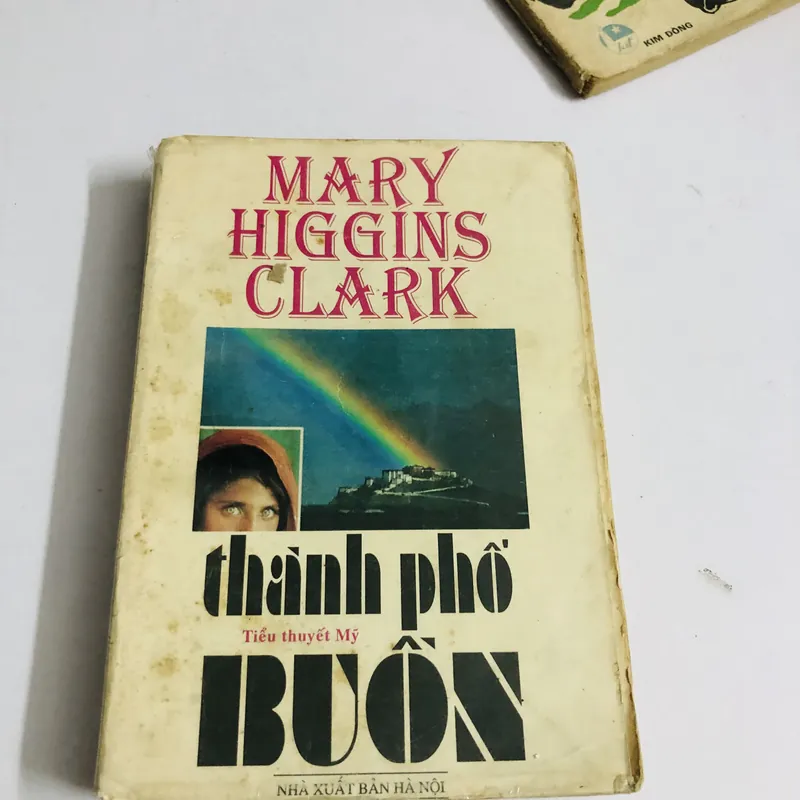 KIM ĐỒNG
MARY
HIGGINS
CLARK
thành phố
Tiểu thuyết Mỹ
BUỒN
NHÀ XUẤT BẢN HÀ NỘI